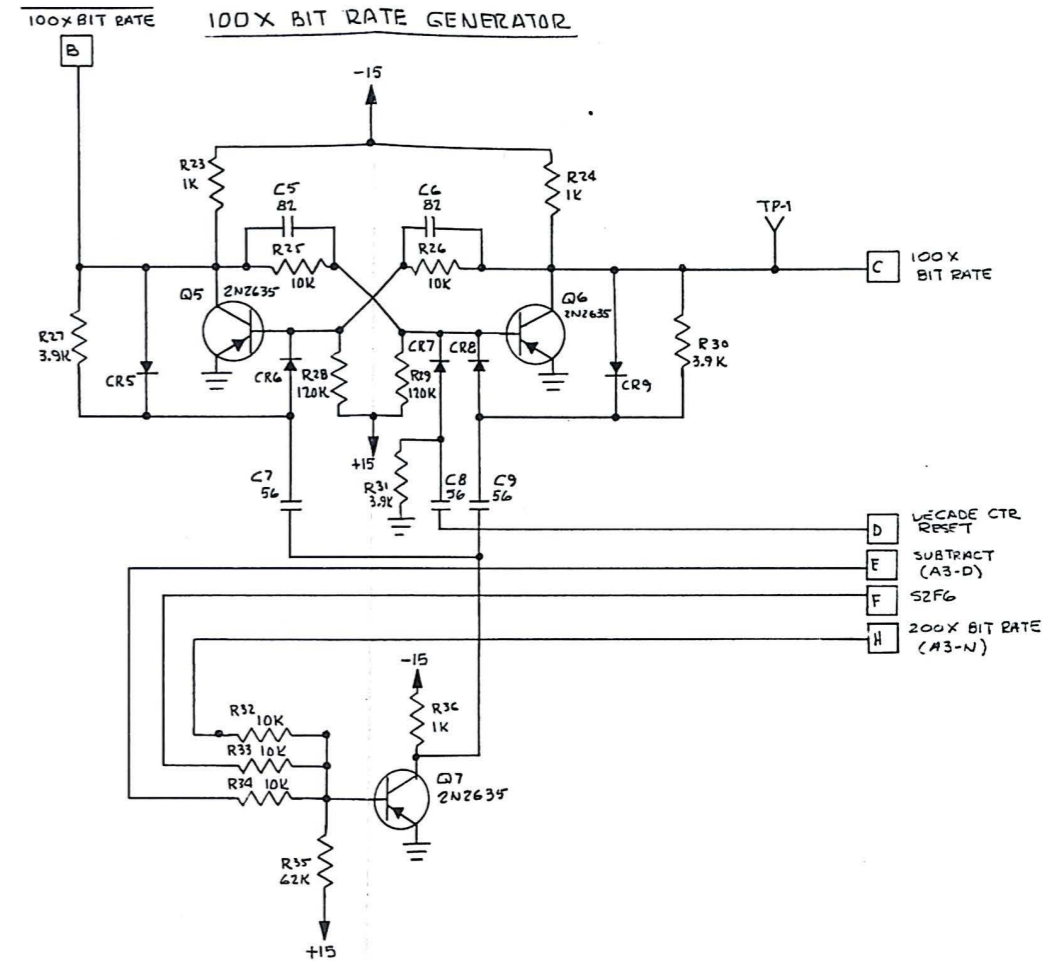 100X BIT RATE
100X BIT RATE GENERATOR
B
-15
R23
1K
R24
1K
C5
82
C6
82
TP-1
R25
10K
R26
10K
C
100X
BIT RATE
Q5
2N2635
Q6
2N2635
R27
3.9K
CR5
CR6
R28
120K
R29
120K
CR7
CR8
CR9
R30
3.9K
+15
C7
56
R31
3.9K
C8
56
C9
56
D
DECADE CTR
RESET
E
SUBTRACT
(A3-D)
F
S2FG
H
200X BIT RATE
(A3-N)
-15
R36
1K
R32
10K
R33 10K
R34 10K
Q7
2N2635
R35
62K
+15